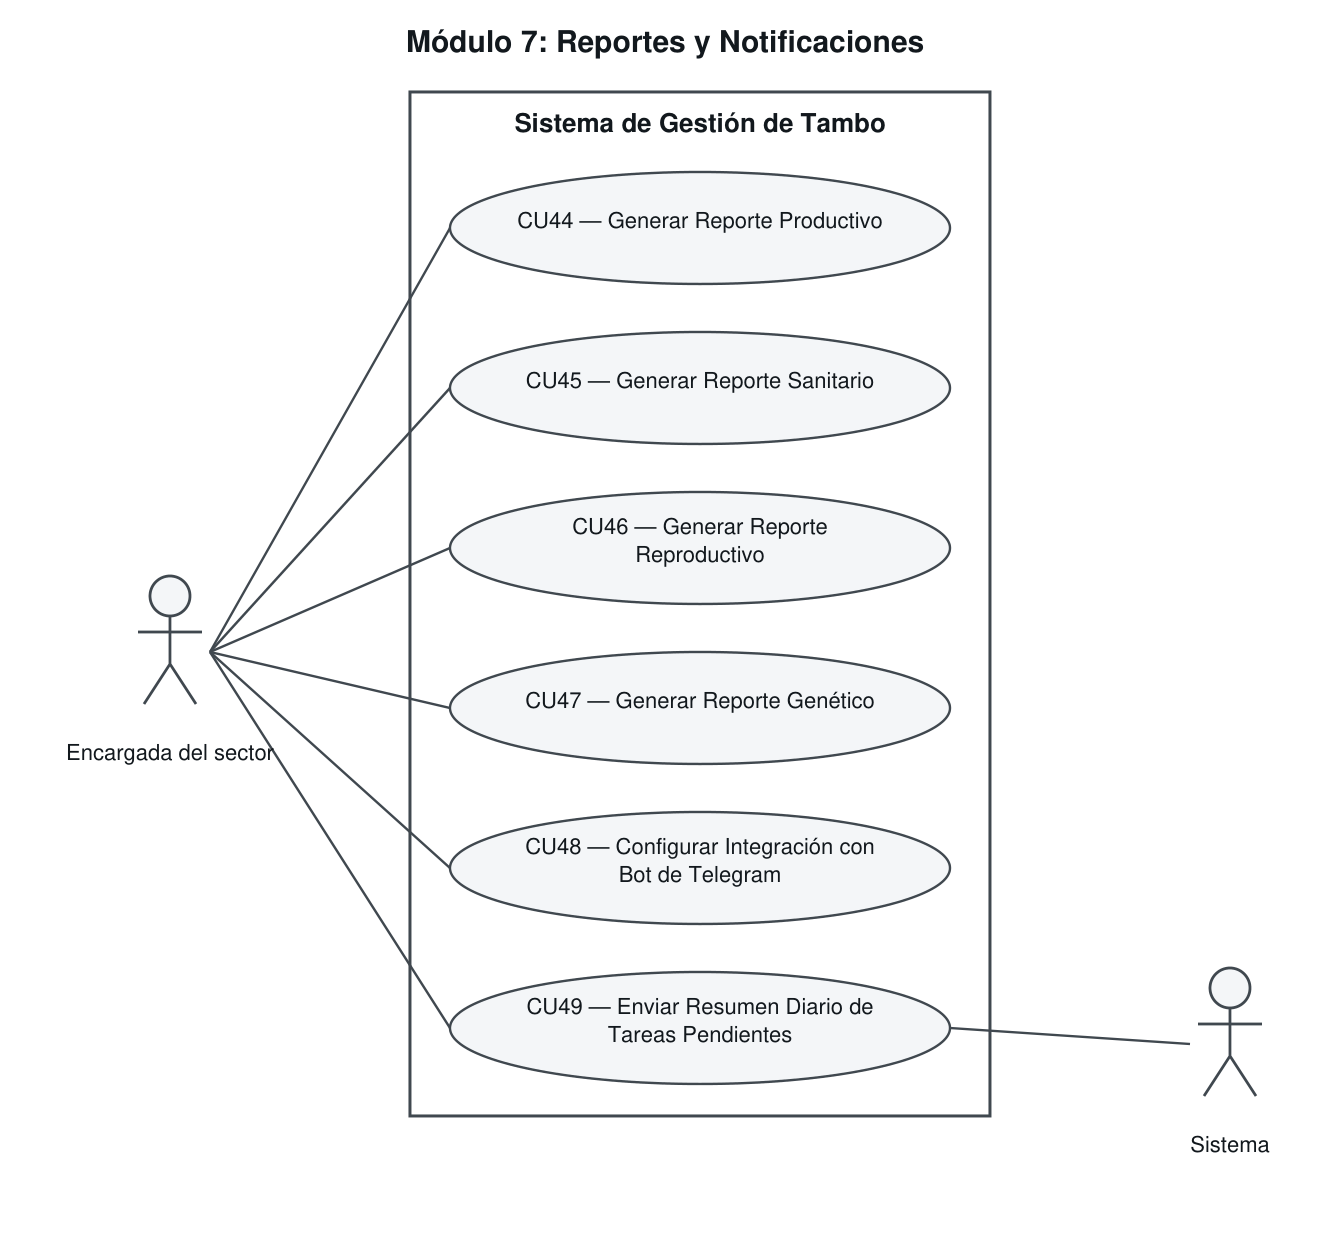 Módulo 7: Reportes y Notificaciones
Sistema de Gestión de Tambo
CU44 — Generar Reporte Productivo
CU45 — Generar Reporte Sanitario
CU46 — Generar Reporte
Reproductivo
CU47 — Generar Reporte Genético
Encargada del sector
CU48 — Configurar Integración con
Bot de Telegram
CU49 — Enviar Resumen Diario de
Tareas Pendientes
Sistema